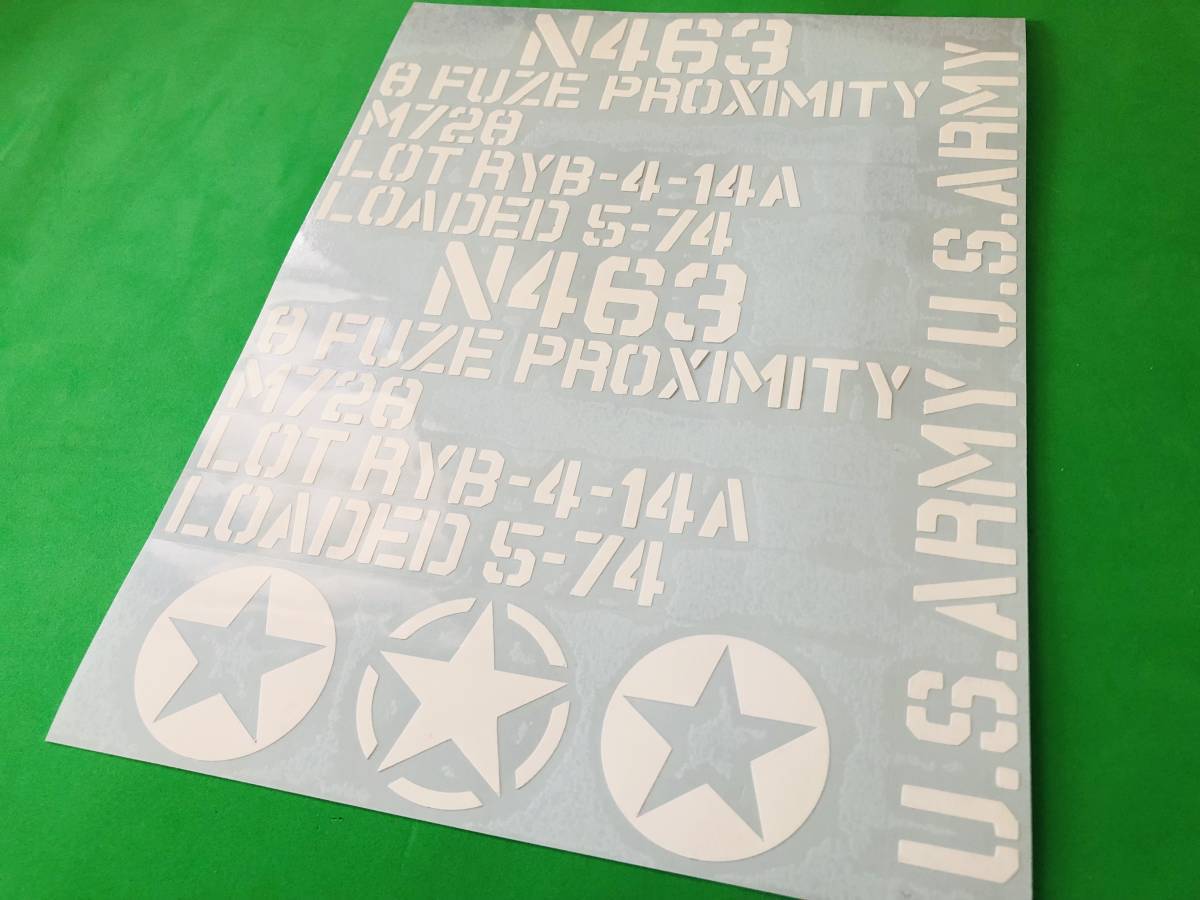 N463
8 FUZE PROXIMITY
M728
LOT RYB-4-14A
LOADED 5-74
N463
8 FUZE PROXIMITY
M728
LOT RYB-4-14A
LOADED 5-74
U.S.ARMY U.S.ARMY